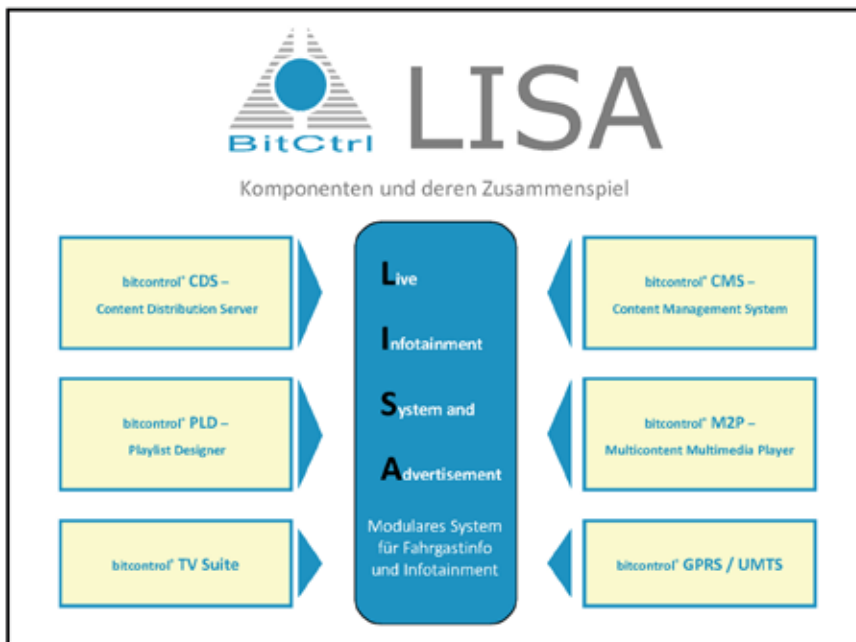 BitCtrl
LISA
Komponenten und deren Zusammenspiel
bitcontrol® CDS –
Content Distribution Server
bitcontrol® PLD –
Playlist Designer
bitcontrol® TV Suite
Live
Infotainment
System and
Advertisement
Modulares System
für Fahrgastinfo
und Infotainment
bitcontrol® CMS –
Content Management System
bitcontrol® M2P –
Multicontent Multimedia Player
bitcontrol® GPRS / UMTS